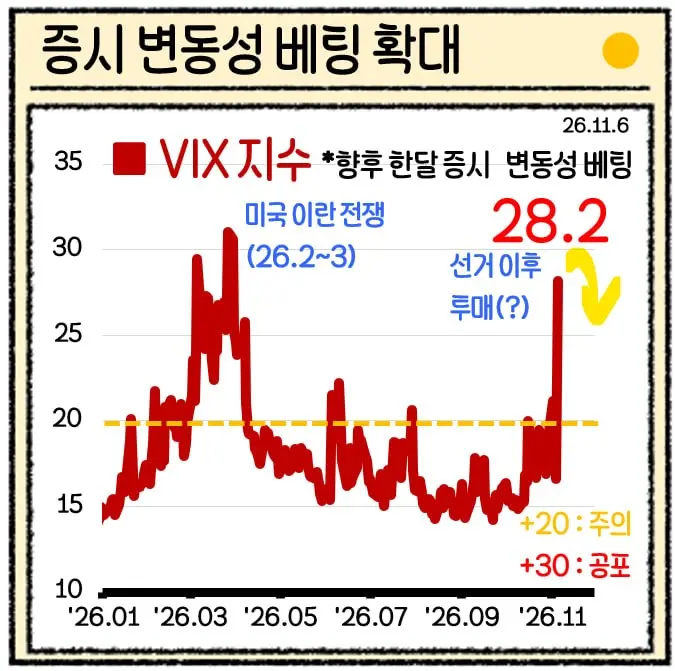 증시 변동성 베팅 확대
26.11.6
VIX 지수 *향후 한달 증시 변동성 베팅
35
미국 이란 전쟁
(26.2~3)
28.2
30
선거 이후
투매(?)
25
20
15
+20 : 주의
+30 : 공포
10
'26.01 '26.03 '26.05 '26.07 '26.09 '26.11